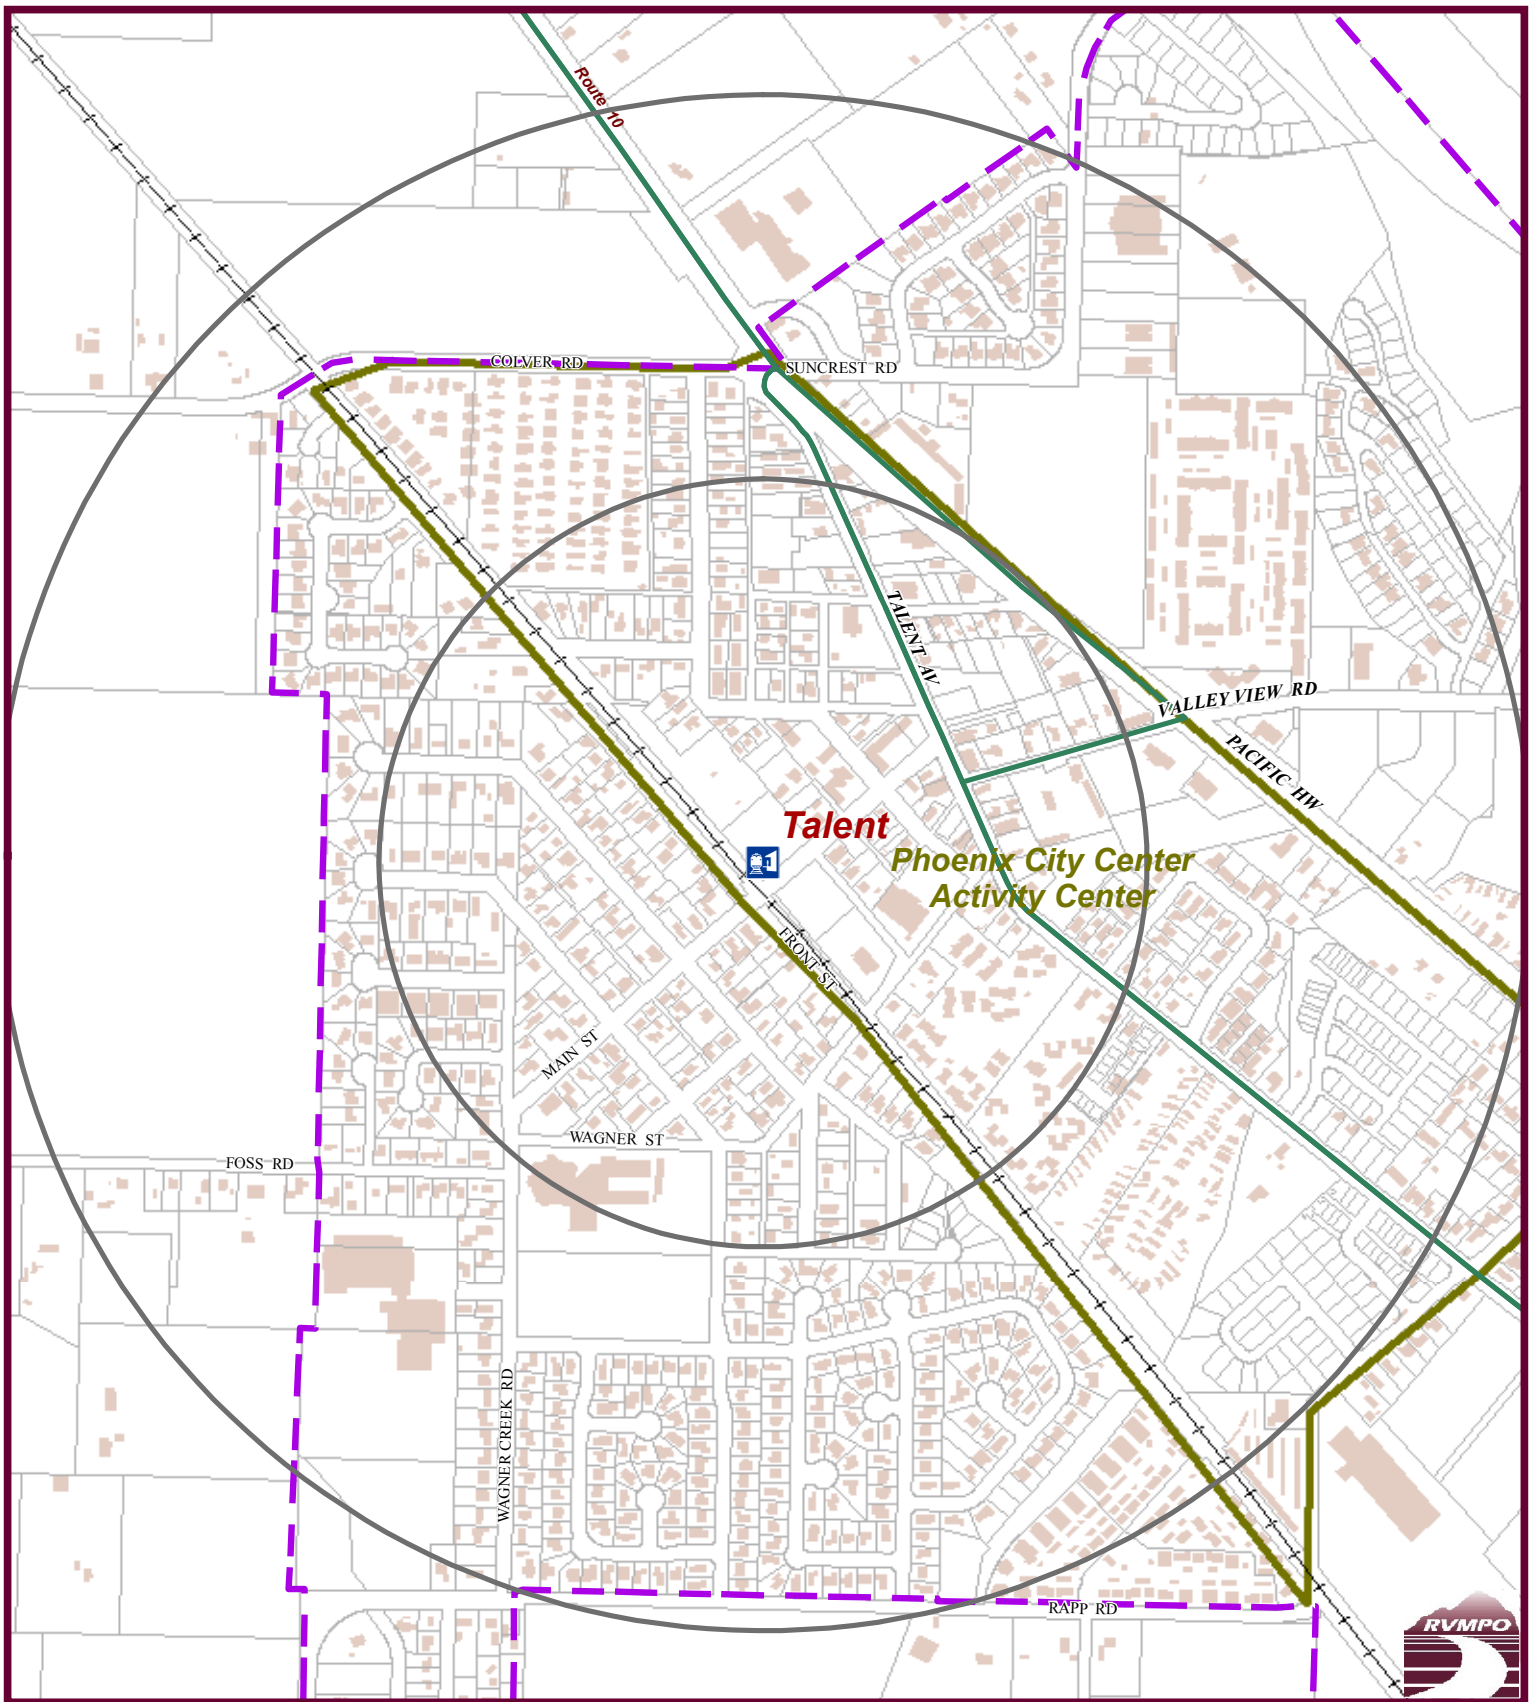 Route 10
COLVER RD
SUNCREST RD
TALENT AV
VALLEY VIEW RD
PACIFIC HW
Talent
Phoenix City Center
Activity Center
FRONT ST
MAIN ST
WAGNER ST
FOSS RD
WAGNER CREEK RD
RAPP RD
RVMPO